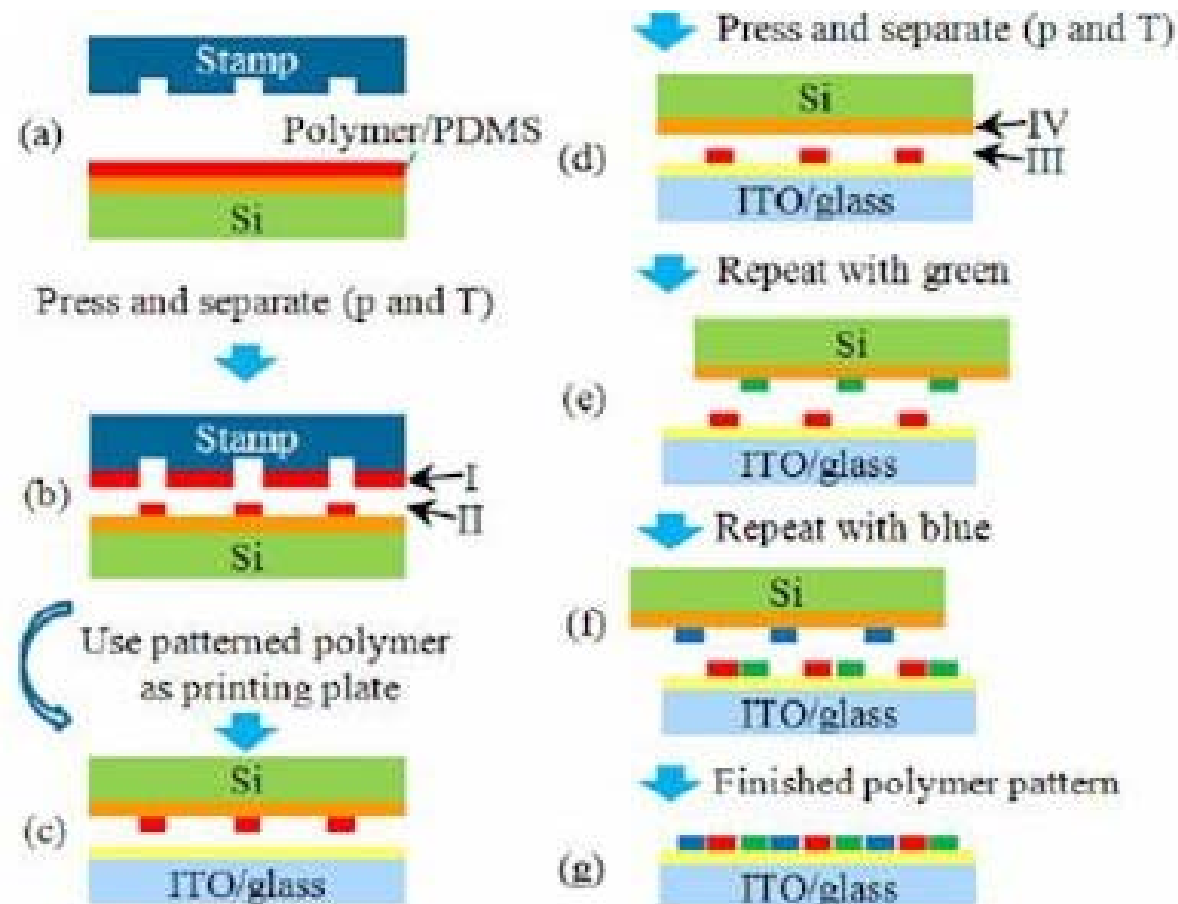 Stamp
(a)
Polymer/PDMS
Si
Press and separate (p and T)
Stamp
(b)
I
II
Si
Use patterned polymer
as printing plate
Si
(c)
ITO/glass
Press and separate (p and T)
Si
IV
(d)
III
ITO/glass
Repeat with green
Si
(e)
ITO/glass
Repeat with blue
Si
(f)
ITO/glass
Finished polymer pattern
(g)
ITO/glass